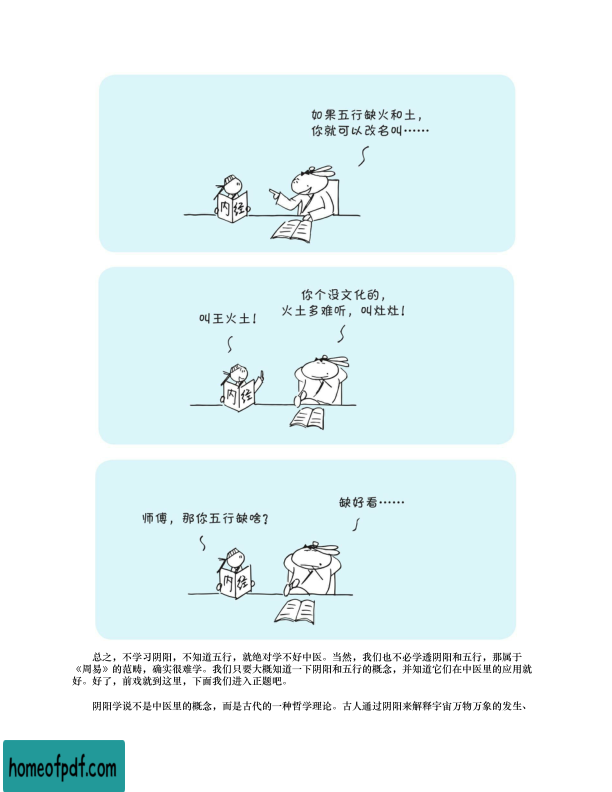 如果五行缺火和土，
你就可以改名叫……
内经
叫王火土！
你个没文化的，
火土多难听，叫灶灶！
内经
师傅，那你五行缺啥？
缺好看……
内经
总之，不学习阴阳，不知道五行，就绝对学不好中医。当然，我们也不必学透阴阳和五行，那属于
《周易》的范畴，确实很难学。我们只要大概知道一下阴阳和五行的概念，并知道它们在中医里的应用就
好。好了，前戏就到这里，下面我们进入正题吧。
阴阳学说不是中医里的概念，而是古代的一种哲学理论。古人通过阴阳来解释宇宙万物万象的发生、
homeofpdf.com